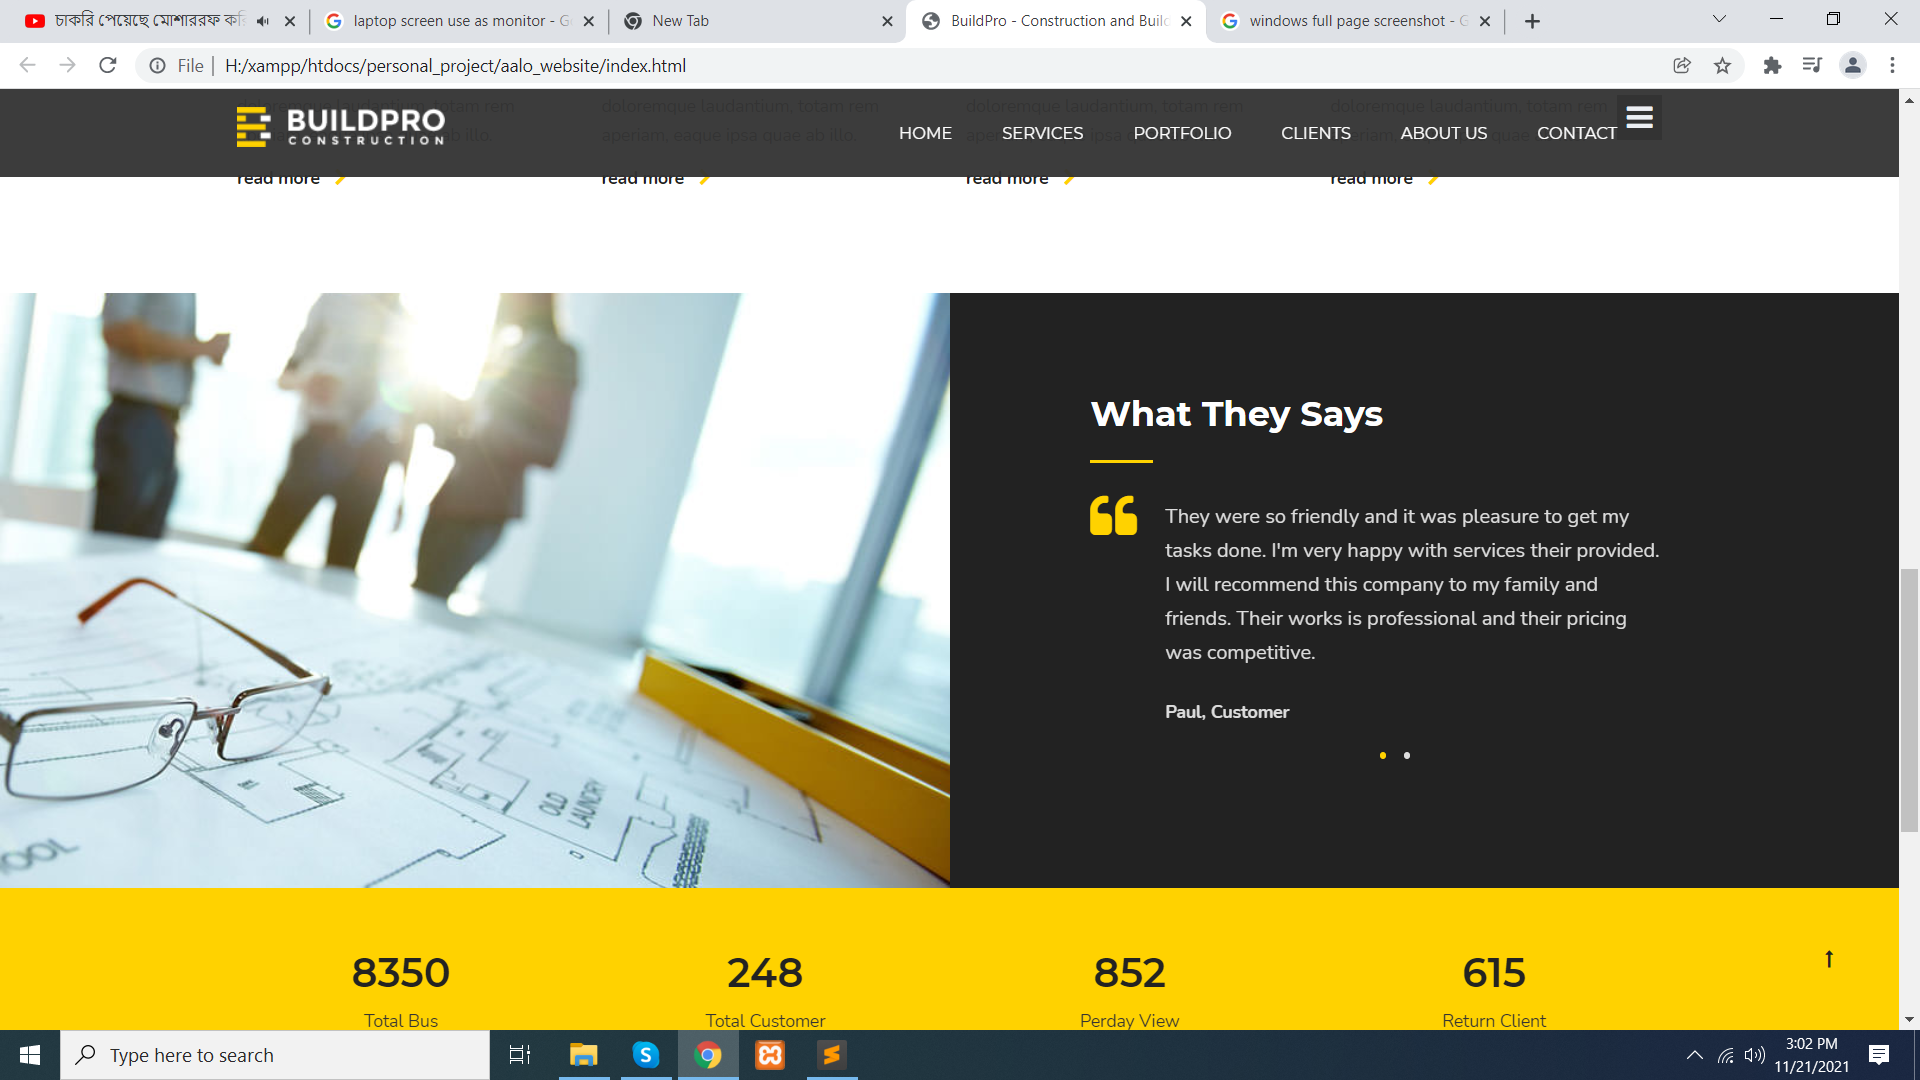 চাকরি পেয়েছে মোশাররফ করি
laptop screen use as monitor - G
New Tab
BuildPro - Construction and Buil
windows full page screenshot - G
File | H:/xampp/htdocs/personal_project/aalo_website/index.html
doloremque laudantium, totam rem
doloremque laudantium, totam rem
doloremque laudantium, totam rem
doloremque laudantium, totam rem
BUILDPRO
CONSTRUCTION
HOME SERVICES PORTFOLIO CLIENTS ABOUT US CONTACT
ab illo.
aperiam, eaque ipsa quae ab illo.
read more
read more
read more
read more
What They Says
They were so friendly and it was pleasure to get my
tasks done. I'm very happy with services their provided.
I will recommend this company to my family and
friends. Their works is professional and their pricing
was competitive.
Paul, Customer
OLD
LAUNDRY
OOL
8350
Total Bus
248
Total Customer
852
Perday View
615
Return Client
Type here to search
3:02 PM
11/21/2021